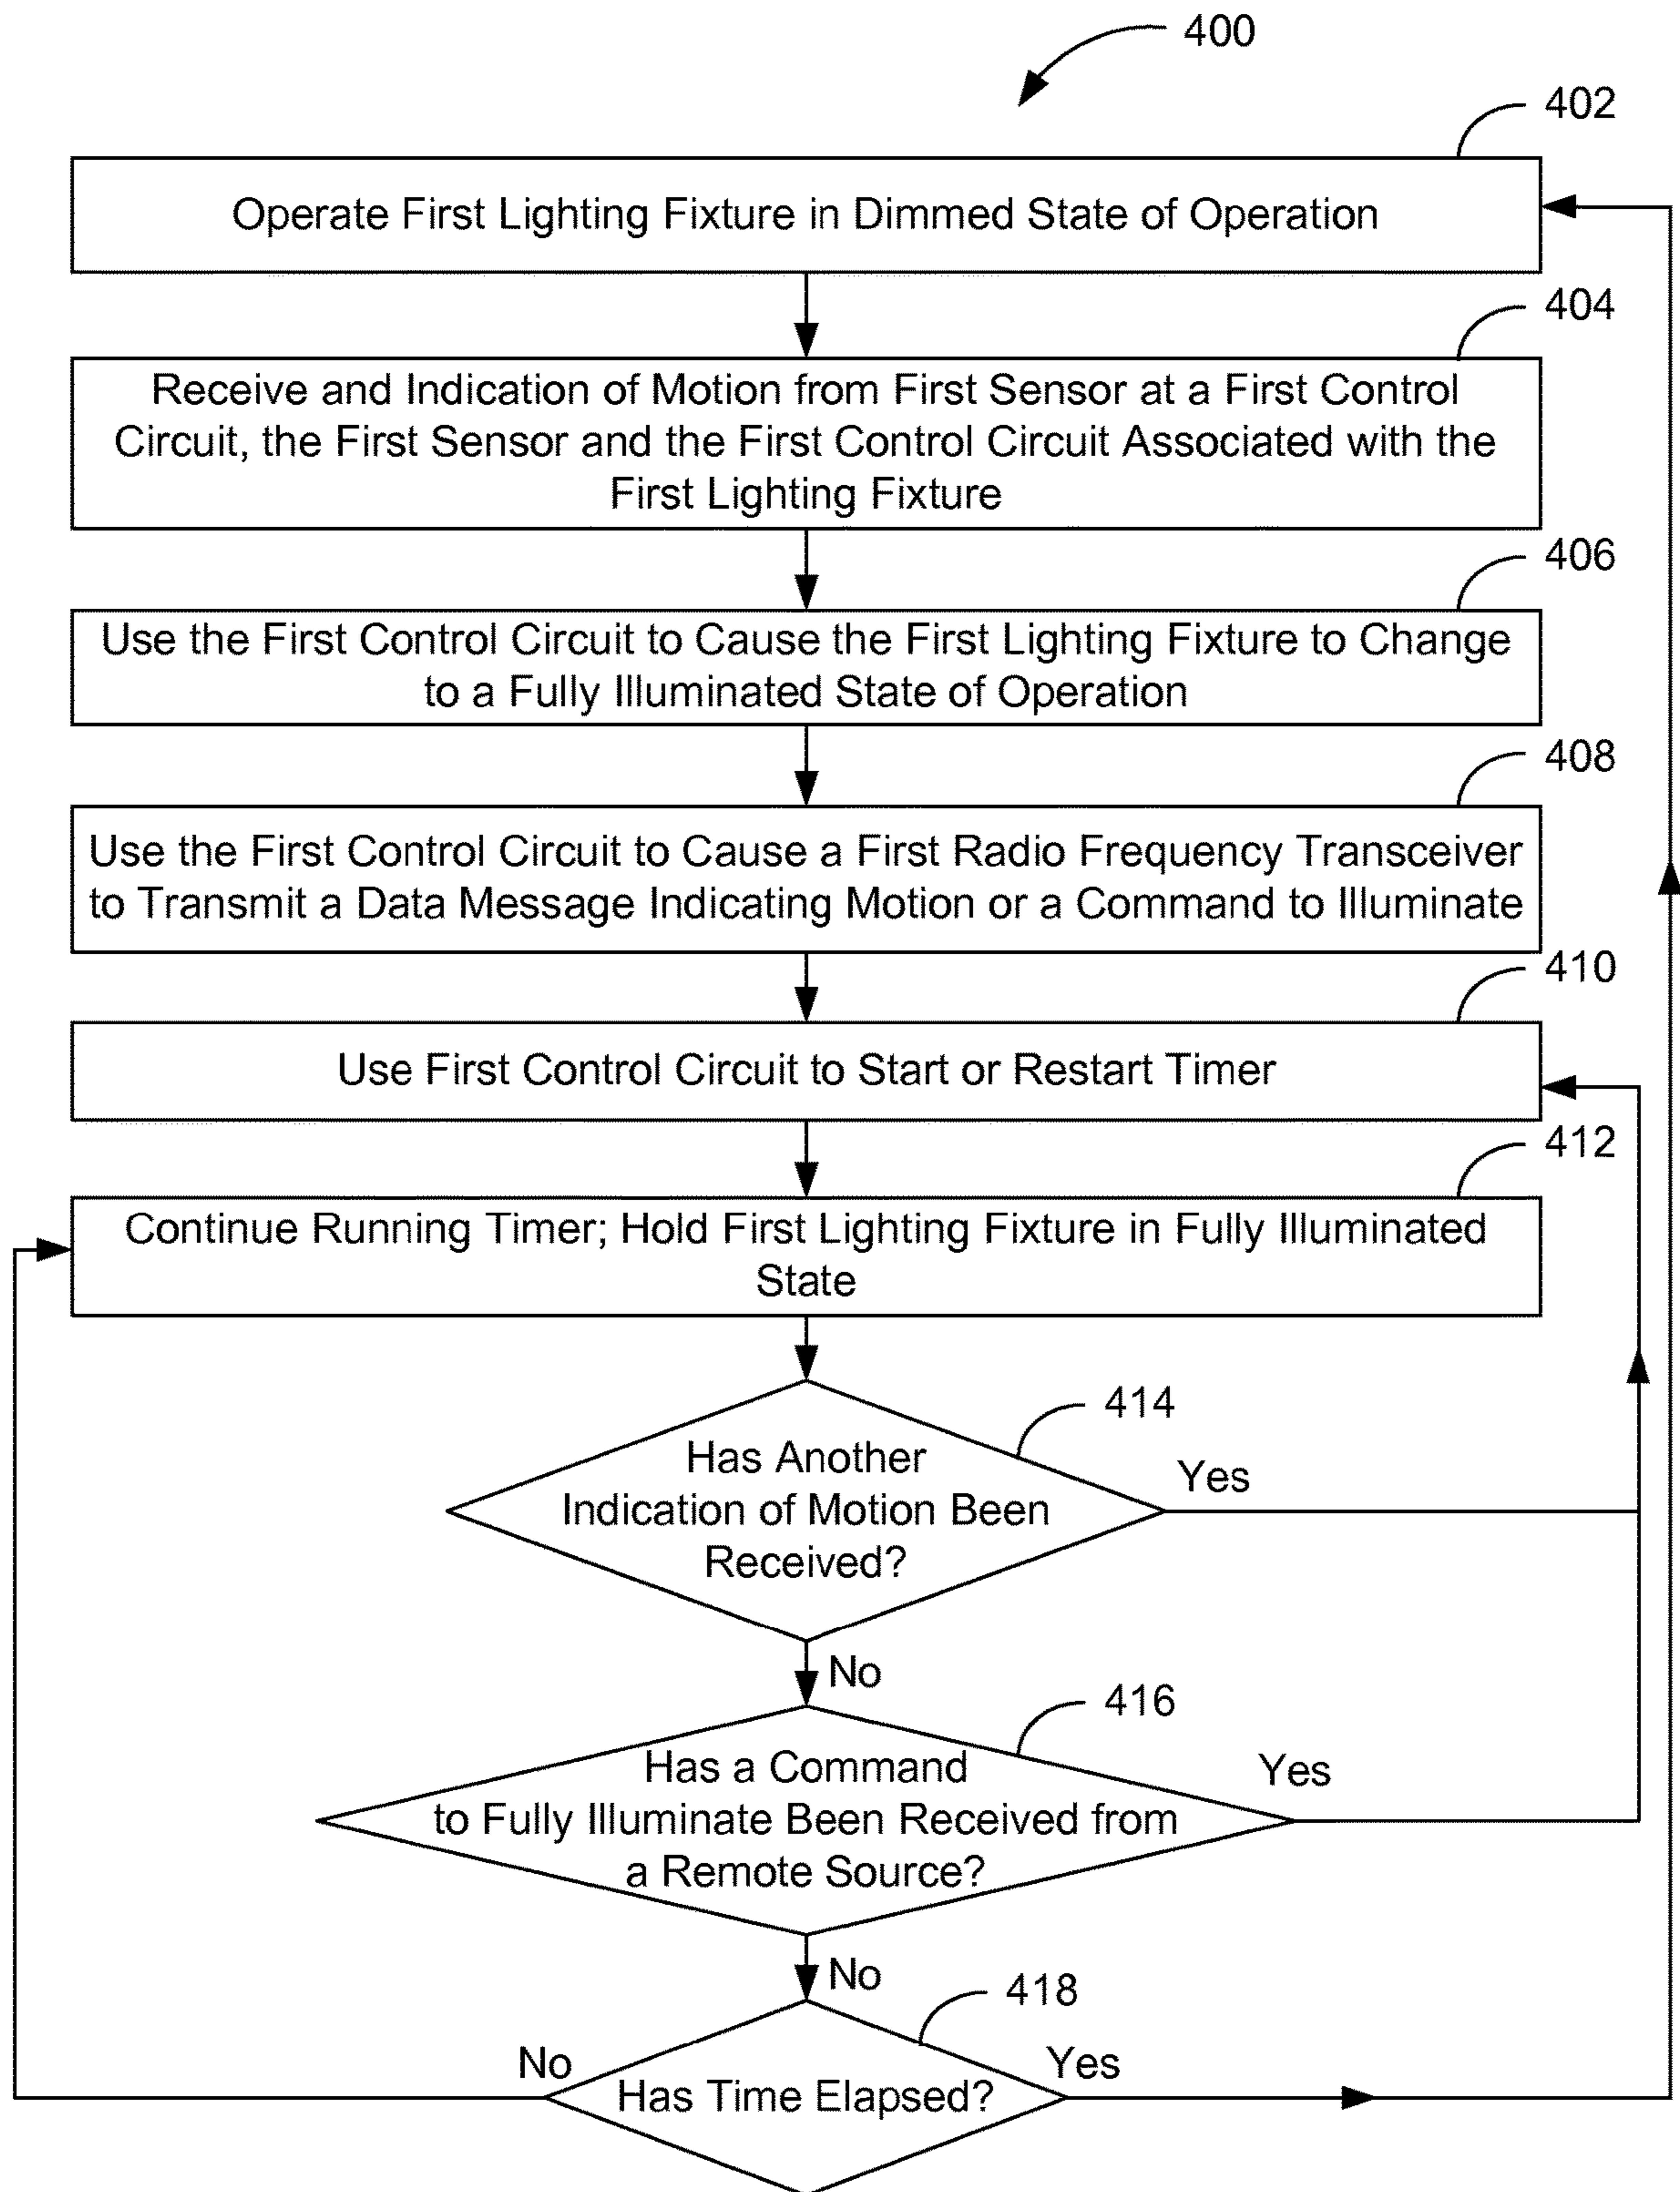 400
402
Operate First Lighting Fixture in Dimmed State of Operation
404
Receive and Indication of Motion from First Sensor at a First Control
Circuit, the First Sensor and the First Control Circuit Associated with the
First Lighting Fixture
406
Use the First Control Circuit to Cause the First Lighting Fixture to Change
to a Fully Illuminated State of Operation
408
Use the First Control Circuit to Cause a First Radio Frequency Transceiver
to Transmit a Data Message Indicating Motion or a Command to Illuminate
410
Use First Control Circuit to Start or Restart Timer
412
Continue Running Timer; Hold First Lighting Fixture in Fully Illuminated
State
414
Has Another
Indication of Motion Been
Received?
Yes
No
416
Has a Command
to Fully Illuminate Been Received from
a Remote Source?
Yes
No
418
Has Time Elapsed?
No
Yes